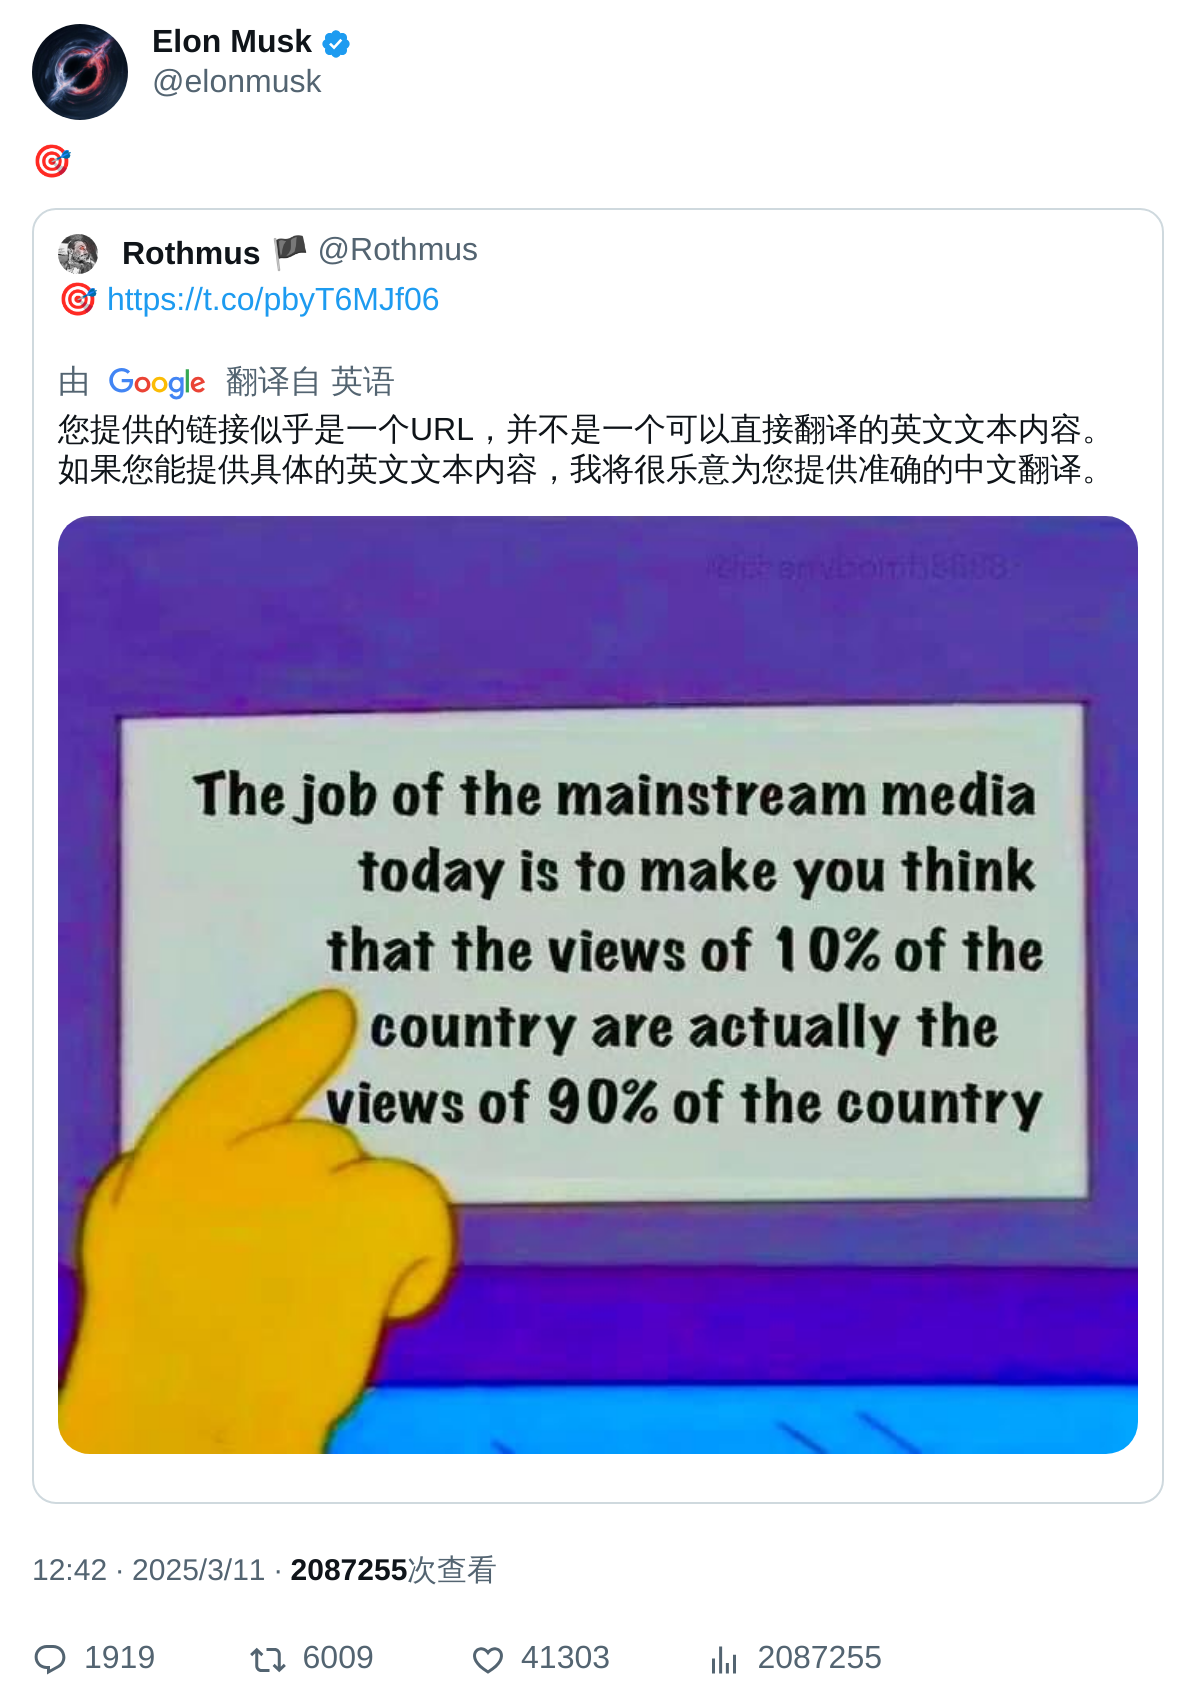 Elon Musk
@elonmusk
🎯
Rothmus 🏴 @Rothmus
🎯 https://t.co/pbyT6MJf06
由 Google 翻译自 英语
您提供的链接似乎是一个URL，并不是一个可以直接翻译的英文文本内容。
如果您能提供具体的英文文本内容，我将很乐意为您提供准确的中文翻译。
The job of the mainstream media
today is to make you think
that the views of 10% of the
country are actually the
views of 90% of the country
12:42 · 2025/3/11 · 2087255次查看
1919 6009 41303 2087255